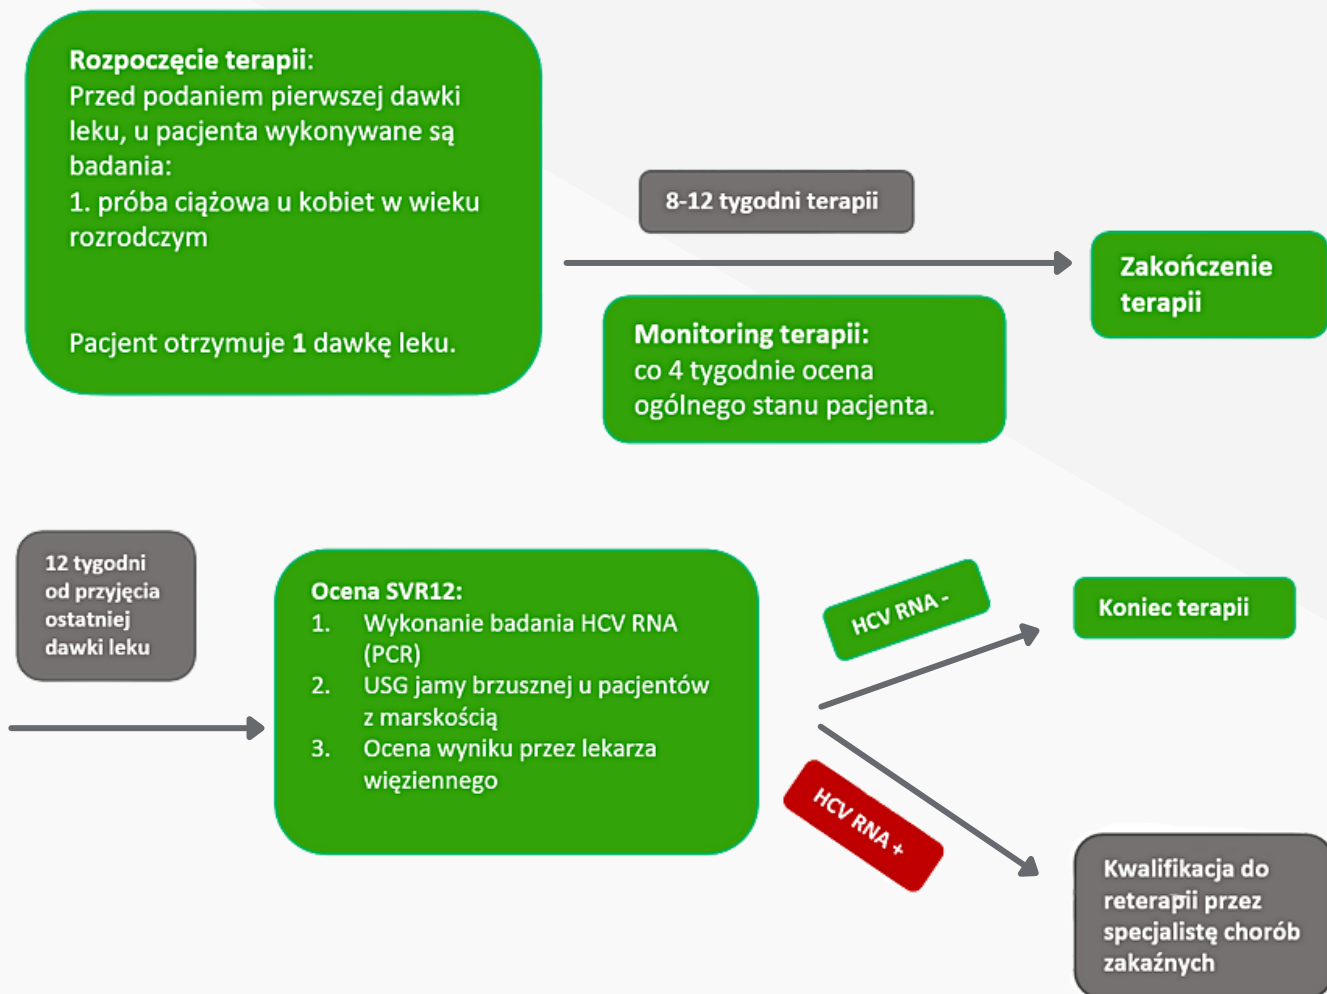 Rozpoczęcie terapii:
Przed podaniem pierwszej dawki
leku, u pacjenta wykonywane są
badania:
1. próba ciążowa u kobiet w wieku
rozrodczym
Pacjent otrzymuje 1 dawkę leku.
8-12 tygodni terapii
Monitoring terapii:
co 4 tygodnie ocena
ogólnego stanu pacjenta.
Zakończenie
terapii
12 tygodni
od przyjęcia
ostatniej
dawki leku
Ocena SVR12:
1. Wykonanie badania HCV RNA
(PCR)
2. USG jamy brzusznej u pacjentów
z marskością
3. Ocena wyniku przez lekarza
więziennego
HCV RNA -
Koniec terapii
HCV RNA +
Kwalifikacja do
reterapii przez
specjalistę chorób
zakaźnych